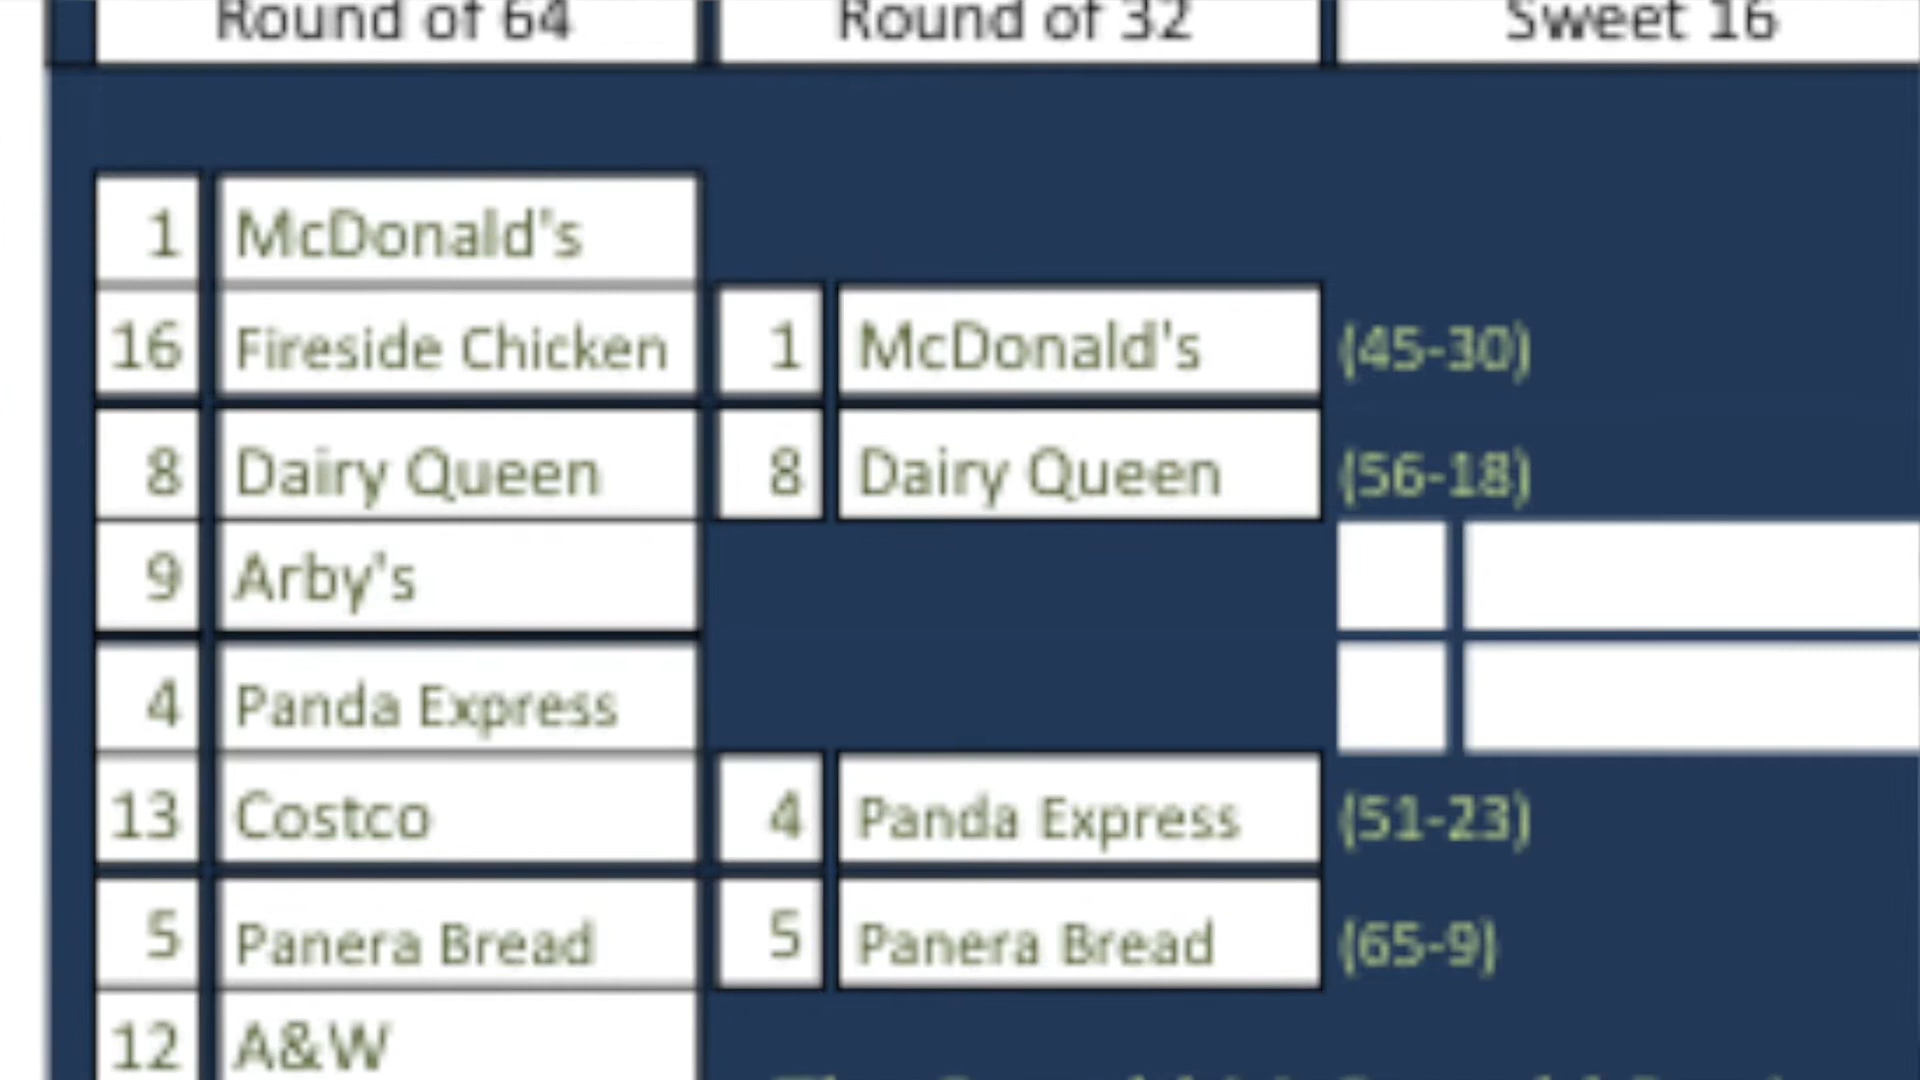 Round of 64 Round of 32 Sweet 16
1 McDonald's
16 Fireside Chicken 1 McDonald's (45-30)
8 Dairy Queen 8 Dairy Queen (56-18)
9 Arby's
4 Panda Express
13 Costco 4 Panda Express (51-23)
5 Panera Bread 5 Panera Bread (65-9)
12 A&W